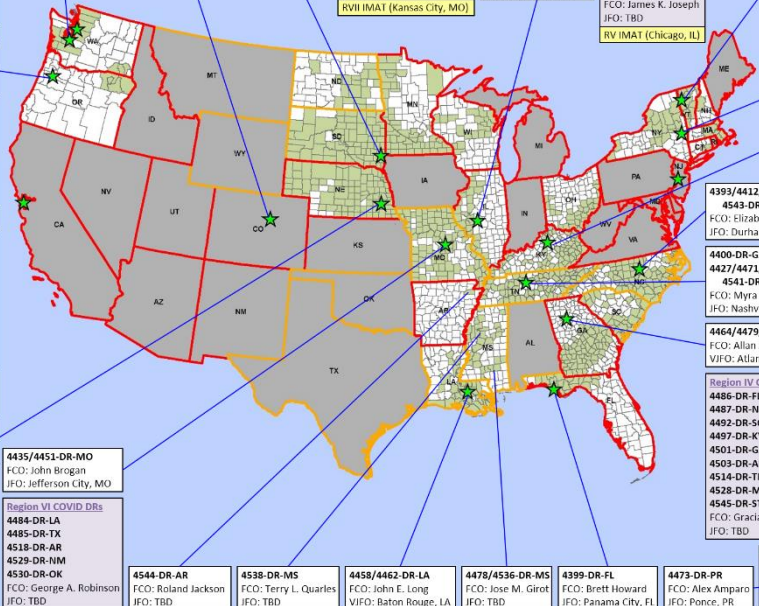 RVII IMAT (Kansas City, MO)
FCO: James K. Joseph
JFO: TBD
RV IMAT (Chicago, IL)
WA
OR
ID
MT
ND
MN
WI
MI
NY
NH
ME
MA
CT
RI
NJ
PA
OH
IN
IA
SD
WY
NE
NV
UT
CO
CA
KS
MO
KY
WV
VA
MD
AZ
NM
OK
TX
AR
LA
MS
AL
TN
NC
SC
GA
FL
4393/4412
4543-DR
FCO: Elizab
JFO: Durha
4400-DR-G
4427/4471
4541-DR
FCO: Myra
JFO: Nashv
4464/4479
FCO: Allan
VJFO: Atlan
Region IV C
4486-DR-FL
4487-DR-N
4492-DR-SC
4497-DR-KY
4501-DR-G
4503-DR-A
4514-DR-TN
4528-DR-M
4545-DR-ST
FCO: Gracia
JFO: TBD
4435/4451-DR-MO
FCO: John Brogan
JFO: Jefferson City, MO
Region VI COVID DRs
4484-DR-LA
4485-DR-TX
4518-DR-AR
4529-DR-NM
4530-DR-OK
FCO: George A. Robinson
JFO: TBD
4544-DR-AR
FCO: Roland Jackson
JFO: TBD
4538-DR-MS
FCO: Terry L. Quarles
JFO: TBD
4458/4462-DR-LA
FCO: John E. Long
VJFO: Baton Rouge, LA
4478/4536-DR-MS
FCO: Jose M. Girot
JFO: TBD
4399-DR-FL
FCO: Brett Howard
JFO: Panama City, FL
4473-DR-PR
FCO: Alex Amparo
JFO: Ponce, PR